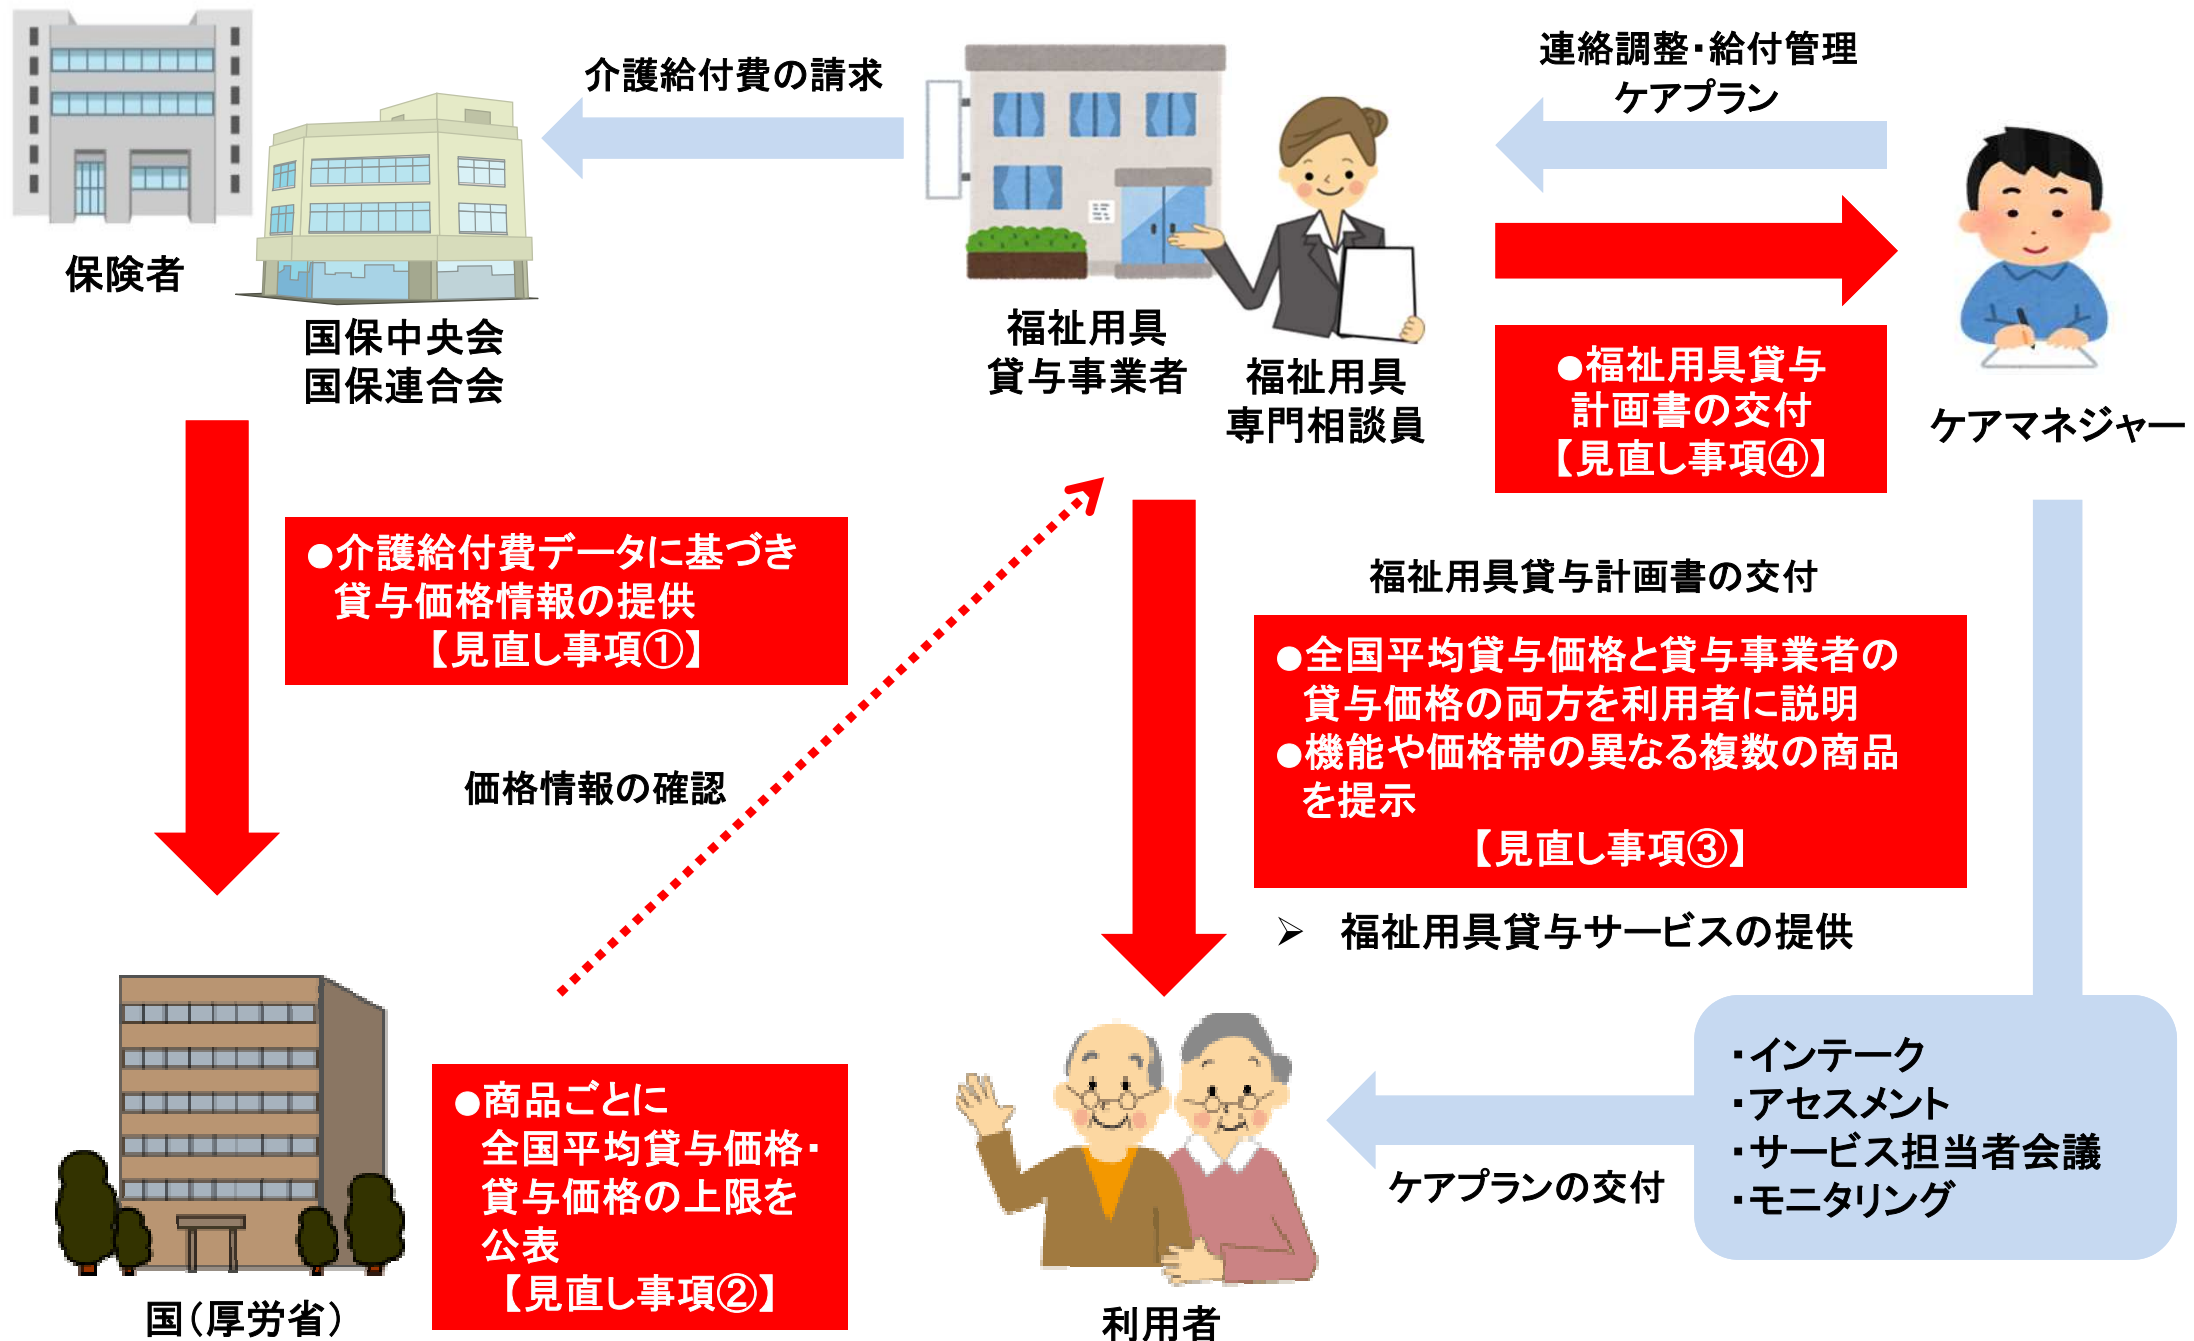 介護給付費の請求
連絡調整・給付管理
ケアプラン
保険者
国保中央会
国保連合会
福祉用具
貸与事業者
福祉用具
専門相談員
●福祉用具貸与
計画書の交付
【見直し事項④】
ケアマネジャー
●介護給付費データに基づき
貸与価格情報の提供
【見直し事項①】
福祉用具貸与計画書の交付
●全国平均貸与価格と貸与事業者の
貸与価格の両方を利用者に説明
●機能や価格帯の異なる複数の商品
を提示
【見直し事項③】
価格情報の確認
➢ 福祉用具貸与サービスの提供
・インテーク
・アセスメント
・サービス担当者会議
・モニタリング
ケアプランの交付
●商品ごとに
全国平均貸与価格・
貸与価格の上限を
公表
【見直し事項②】
国（厚労省）
利用者